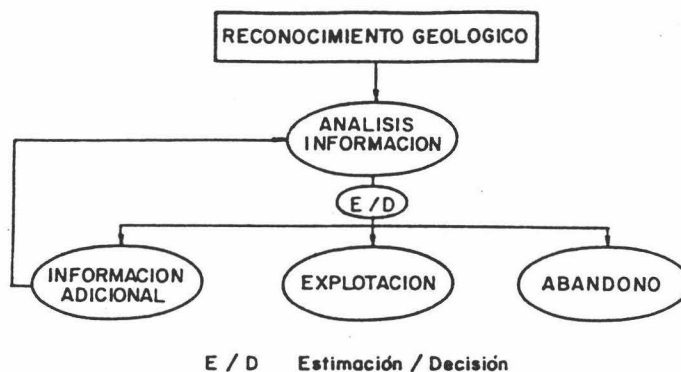 RECONOCIMIENTO GEOLOGICO
ANALISIS
INFORMACION
E / D
INFORMACION
ADICIONAL
EXPLOTACION
ABANDONO
E / D Estimación / Decisión